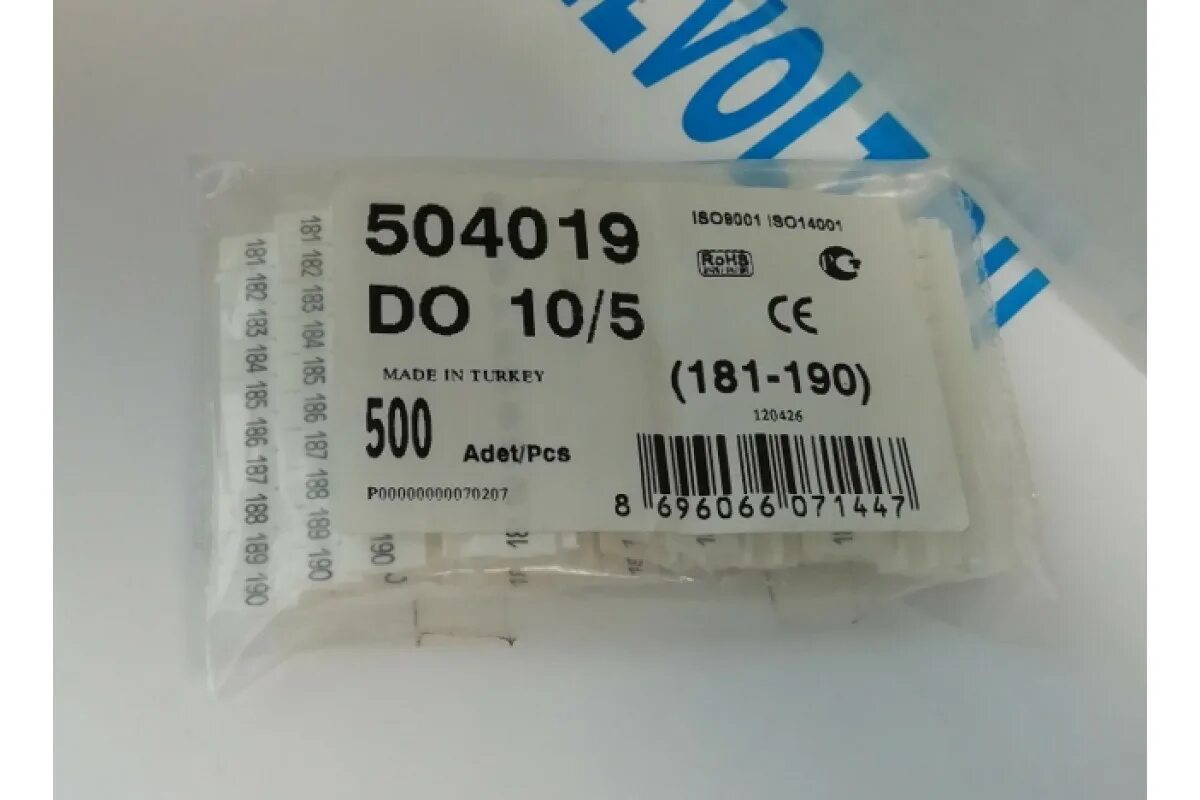 EVOL
504019
ISO9001 ISO14001
RoHS
DO 10/5
CE
MADE IN TURKEY
(181-190)
120426
500 Adet/Pcs
P00000000070207
8 696066 071447
181 182 183 184 185 186 187 188 189 190
181 182 183 184 185 186 187 188 189 190
190